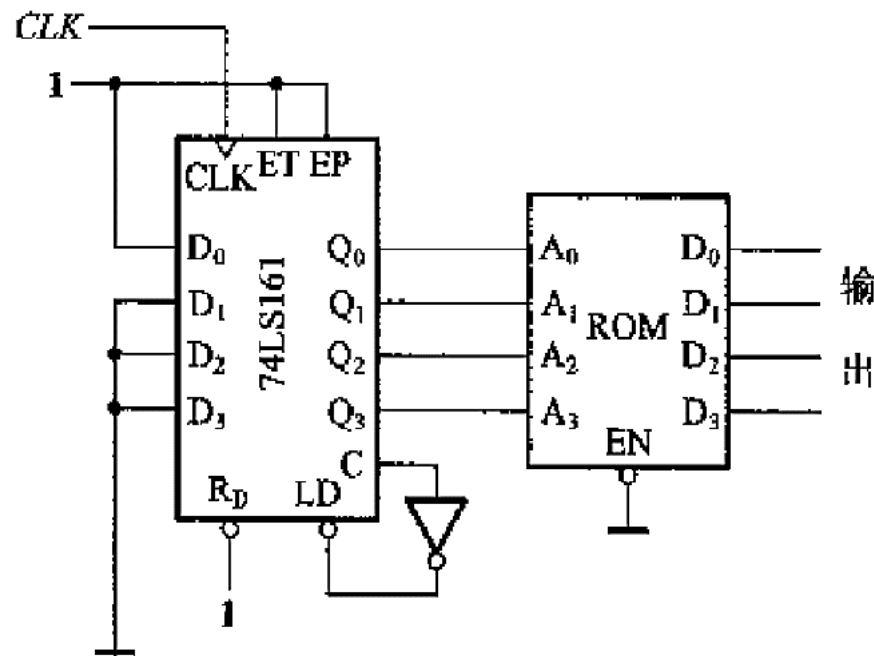 CLK
1
CLK ET EP
D₀ Q₀ A₀ D₀
D₁ Q₁ A₁ D₁
74LS161 ROM
D₂ Q₂ A₂ D₂
D₃ Q₃ A₃ D₃
C EN
R_D LD
1
输
出